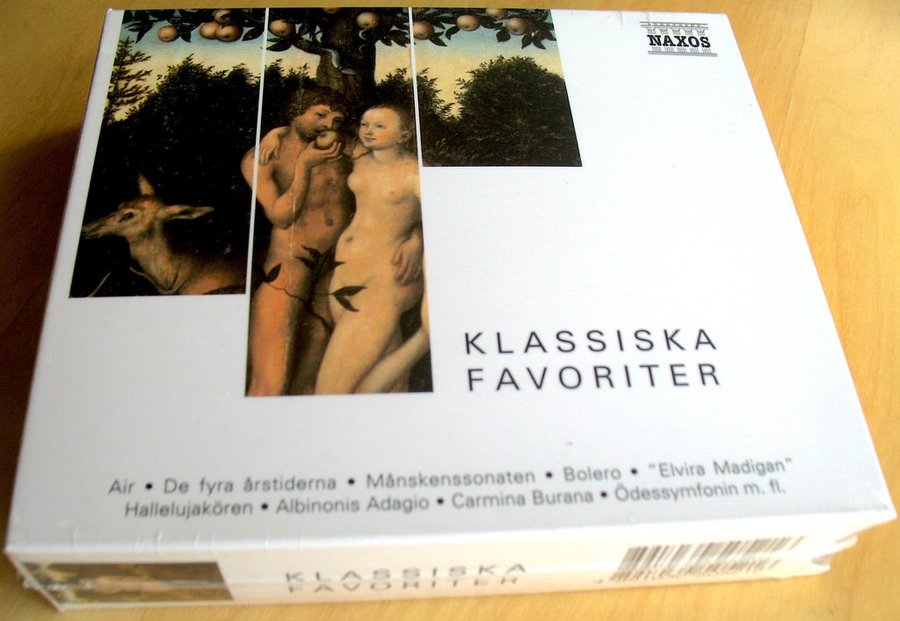 NAXOS
KLASSISKA
FAVORITER
Air • De fyra årstiderna • Månskenssonaten • Bolero • "Elvira Madigan"
Hallelujakören • Albinonis Adagio • Carmina Burana • Ödessymfonin m. fl.
KLASSISKA
FAVORITER